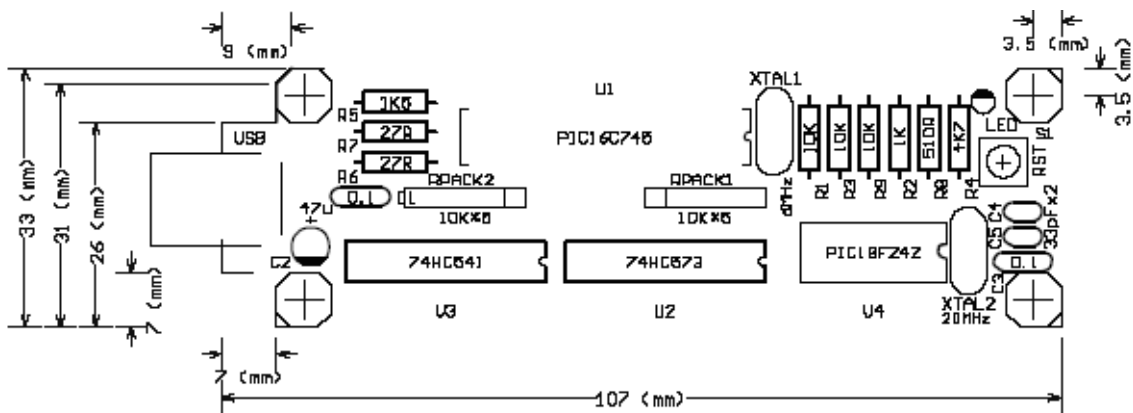 9 (mm)
3.5 (mm)
3.5 (mm)
33 (mm)
31 (mm)
26 (mm)
7 (mm)
7 (mm)
107 (mm)
USB
R5
1K5
R7
27R
27R
R6
0.1
47u
+
C2
U1
PIC16C745
XTAL1
RPACK2
10K*8
RPACK1
10K*8
10K
10K
10K
1K
510R
4K7
R1
R3
R9
R2
R8
R4
LED
RST
74HC541
U3
74HC573
U2
PIC18F242
U4
XTAL2
20MHz
C4
C5
33pF×2
0.1
C3